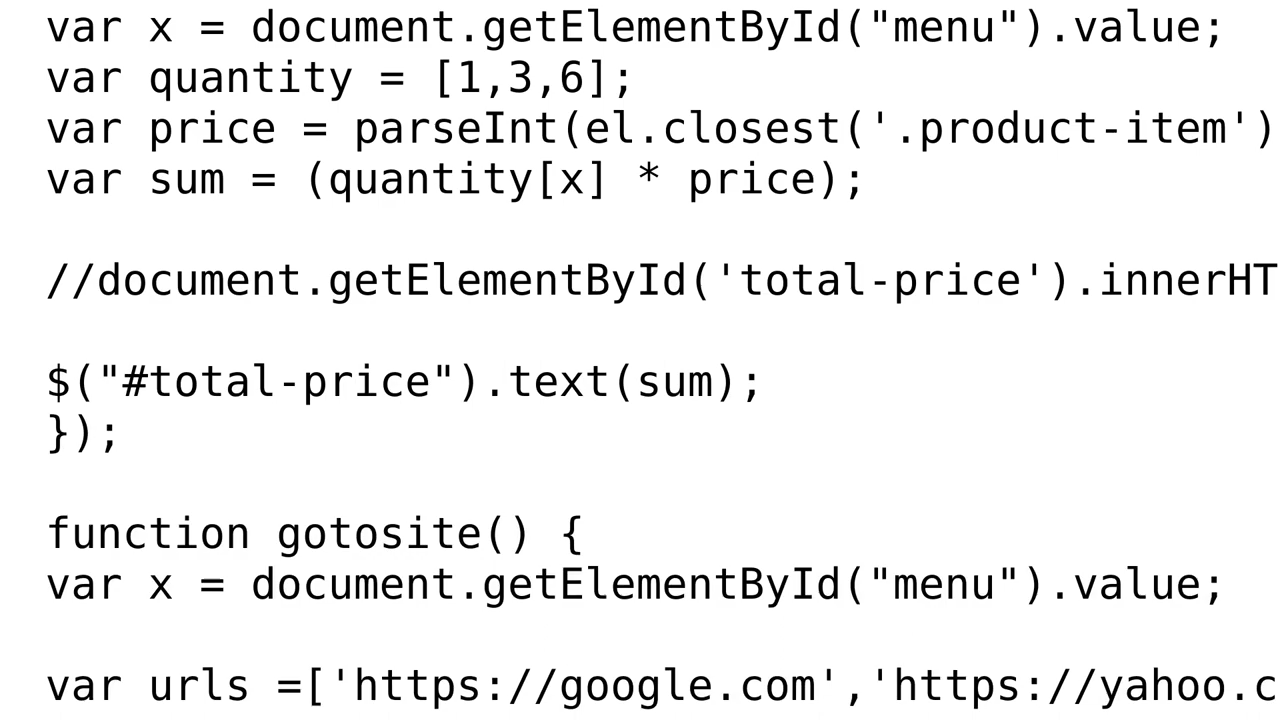 var x = document.getElementById("menu").value;
var quantity = [1,3,6];
var price = parseInt(el.closest('.product-item')
var sum = (quantity[x] * price);
//document.getElementById('total-price').innerHT
$("#total-price").text(sum);
});
function gotosite() {
var x = document.getElementById("menu").value;
var urls =['https://google.com','https://yahoo.c